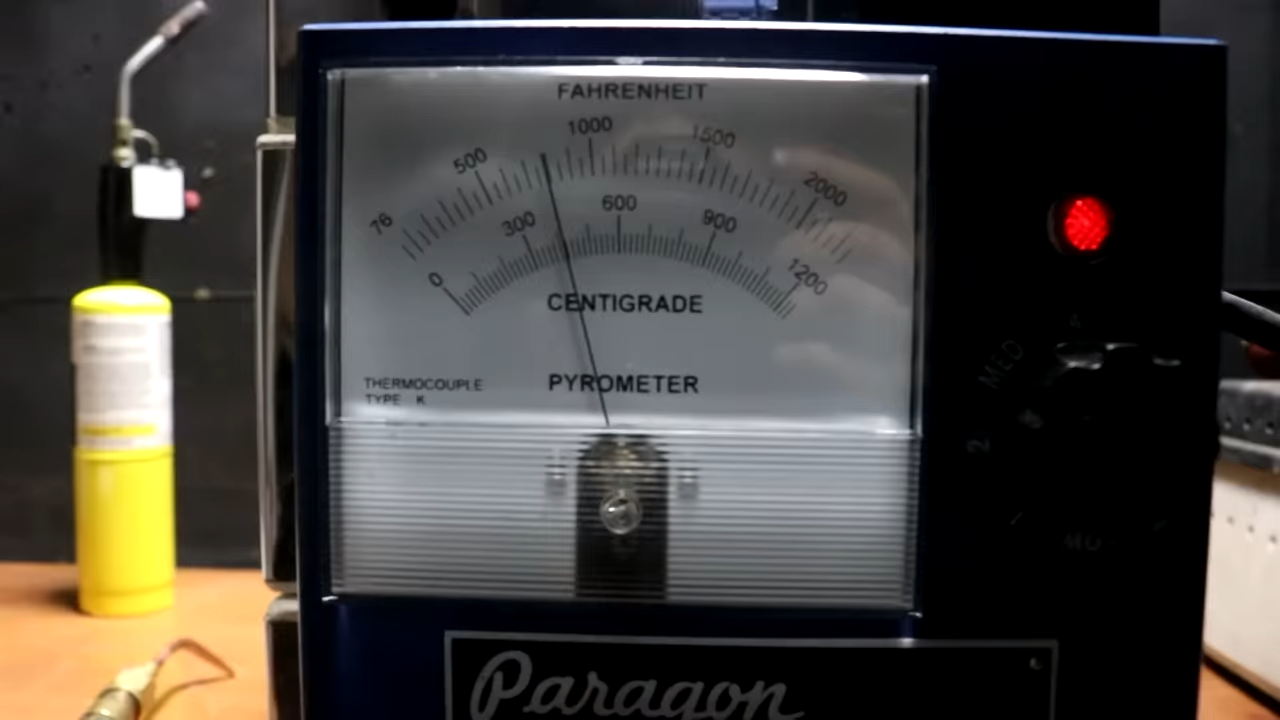 FAHRENHEIT
76 500 1000 1500 2000
0 300 600 900 1200
CENTIGRADE
THERMOCOUPLE
TYPE K
PYROMETER
MED
2
Paragon